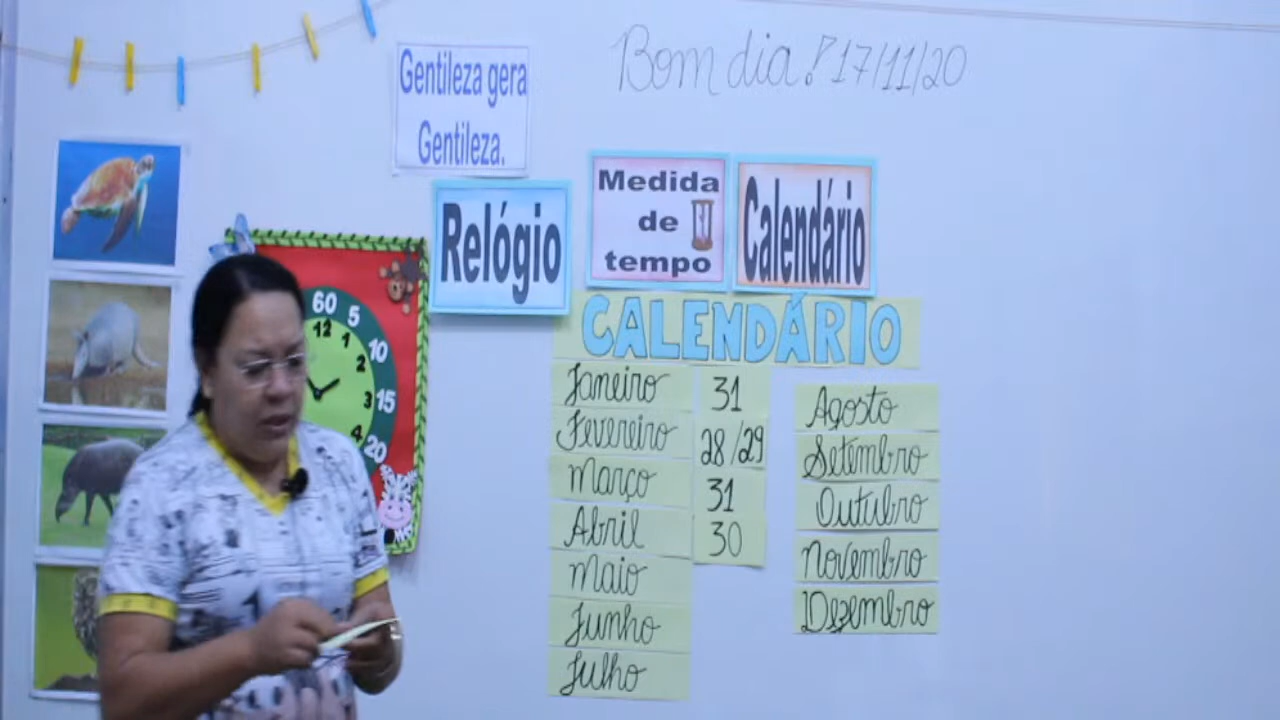 Bom dia! 17/11/20
Gentileza gera
Gentileza.
Relógio
Medida
de
tempo
Calendário
CALENDÁRIO
Janeiro 31
Fevereiro 28/29
Março 31
Abril 30
Maio
Junho
Julho
Agosto
Setembro
Outubro
Novembro
Dezembro
60
5
10
15
20
12
1
2
3
4